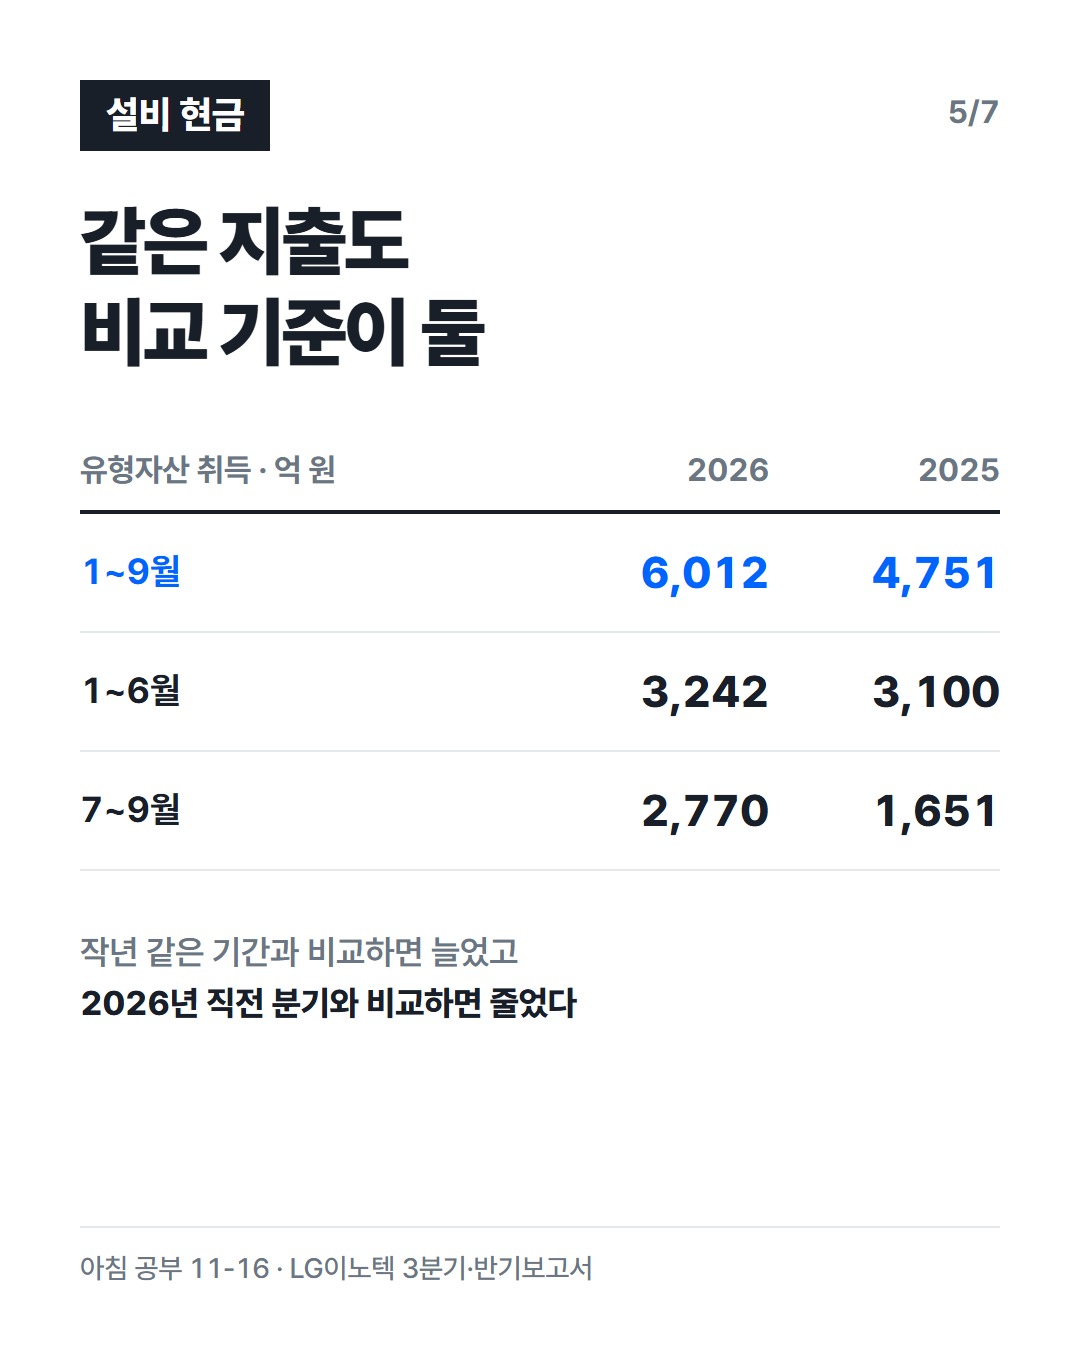 설비 현금
5/7
같은 지출도
비교 기준이 둘
유형자산 취득 · 억 원 2026 2025
1~9월 6,012 4,751
1~6월 3,242 3,100
7~9월 2,770 1,651
작년 같은 기간과 비교하면 늘었고
2026년 직전 분기와 비교하면 줄었다
아침 공부 11-16 · LG이노텍 3분기·반기보고서